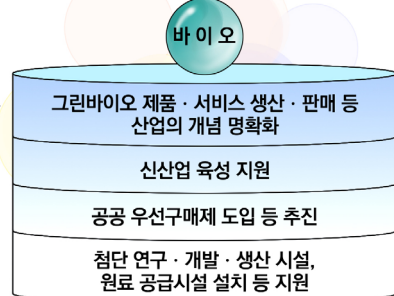 바 이 오
그린바이오 제품 · 서비스 생산 · 판매 등
산업의 개념 명확화
신산업 육성 지원
공공 우선구매제 도입 등 추진
첨단 연구 · 개발 · 생산 시설,
원료 공급시설 설치 등 지원